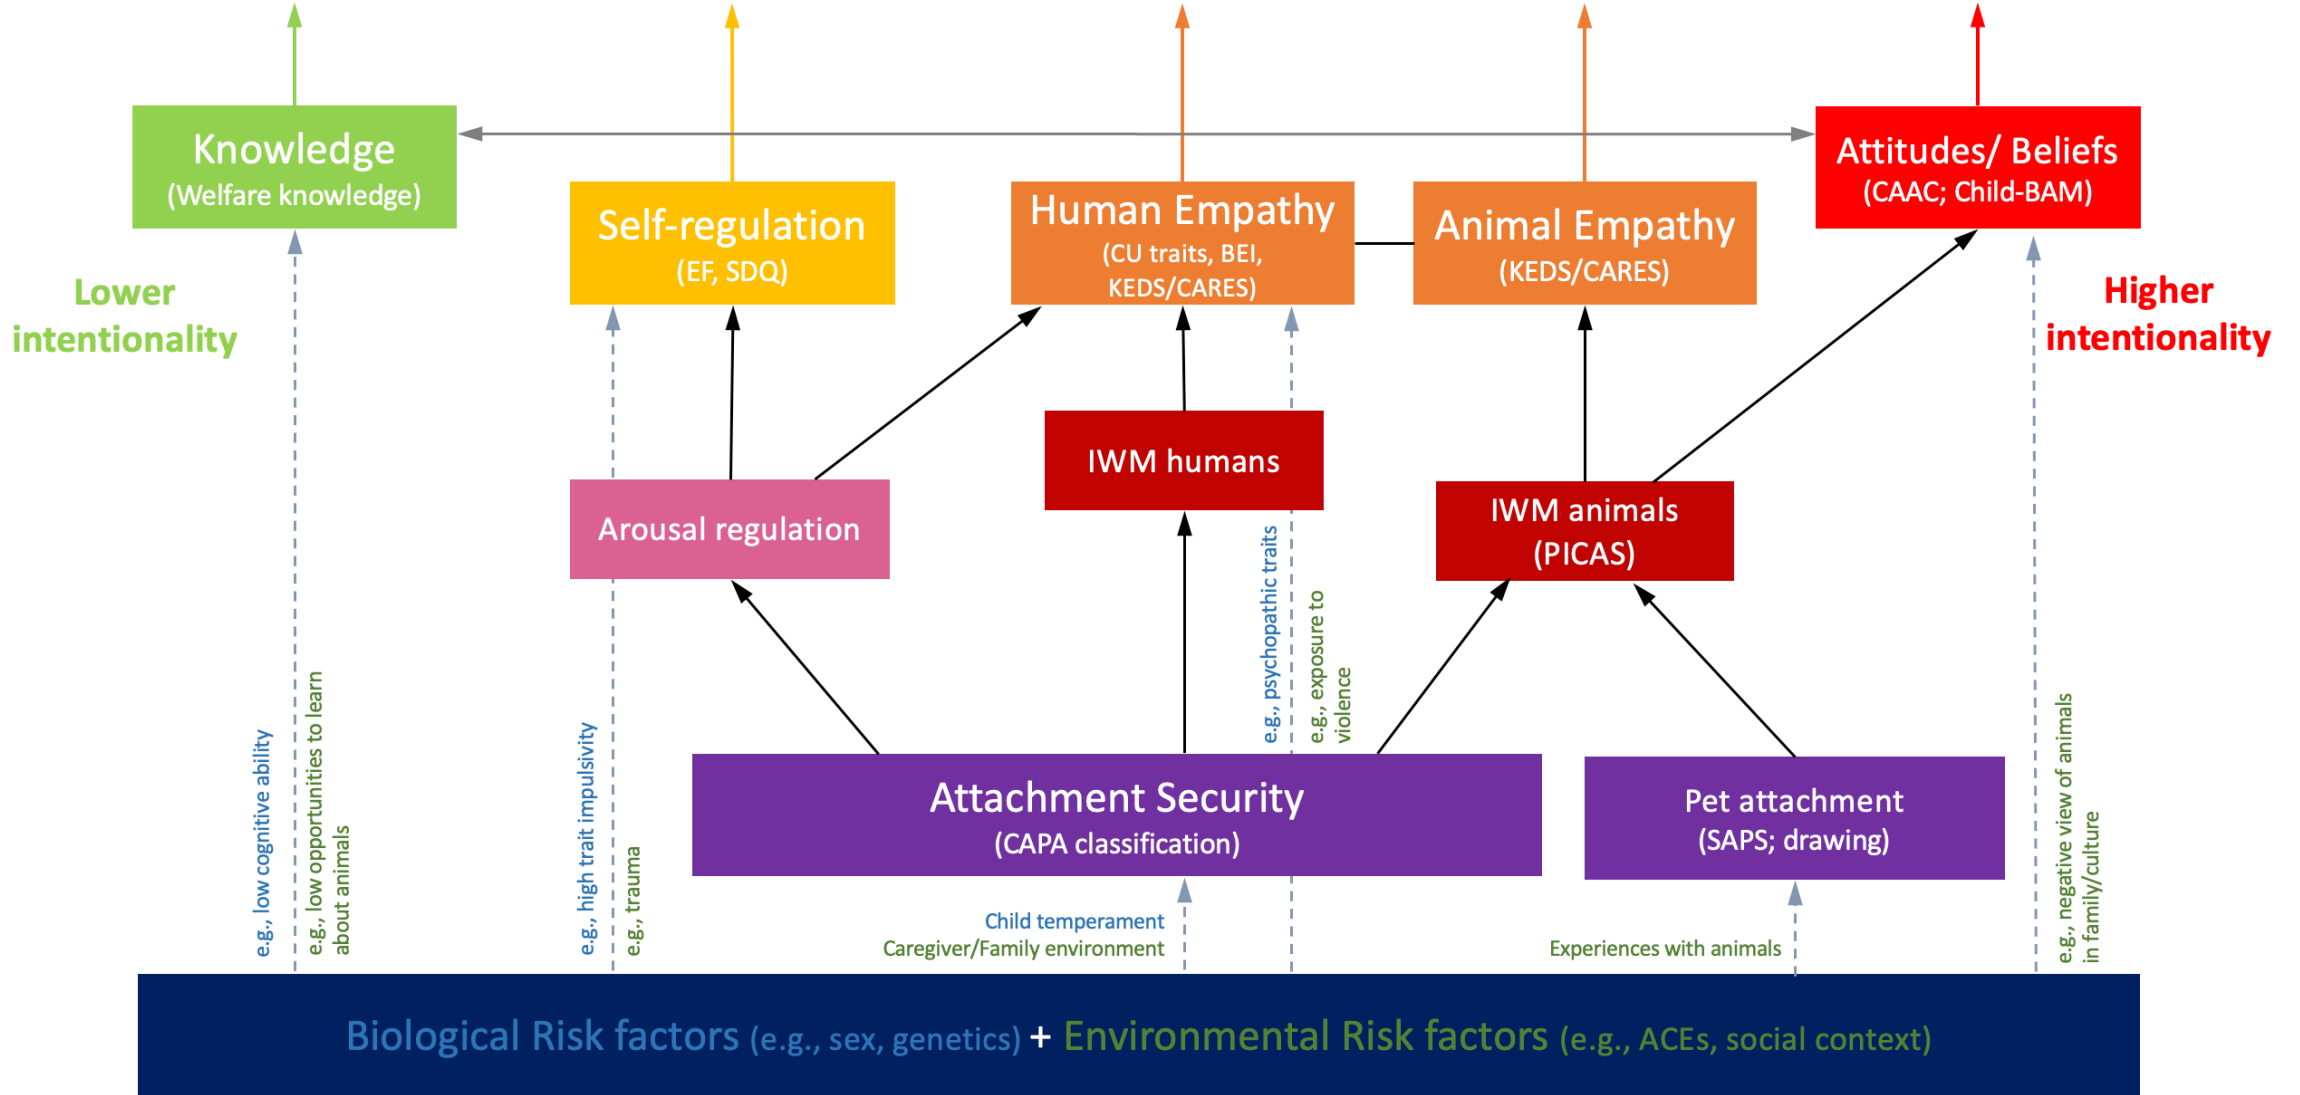 Knowledge
(Welfare knowledge)
Self-regulation
(EF, SDQ)
Human Empathy
(CU traits, BEI,
KEDS/CARES)
Animal Empathy
(KEDS/CARES)
Attitudes/ Beliefs
(CAAC; Child-BAM)
Lower
intentionality
Higher
intentionality
Arousal regulation
IWM humans
IWM animals
(PICAS)
e.g., low cognitive ability
e.g., low opportunities to learn
about animals
e.g., high trait impulsivity
e.g., trauma
e.g., psychopathic traits
e.g., exposure to
violence
e.g., negative view of animals
in family/culture
Attachment Security
(CAPA classification)
Pet attachment
(SAPS; drawing)
Child temperament
Caregiver/Family environment
Experiences with animals
Biological Risk factors (e.g., sex, genetics) + Environmental Risk factors (e.g., ACEs, social context)